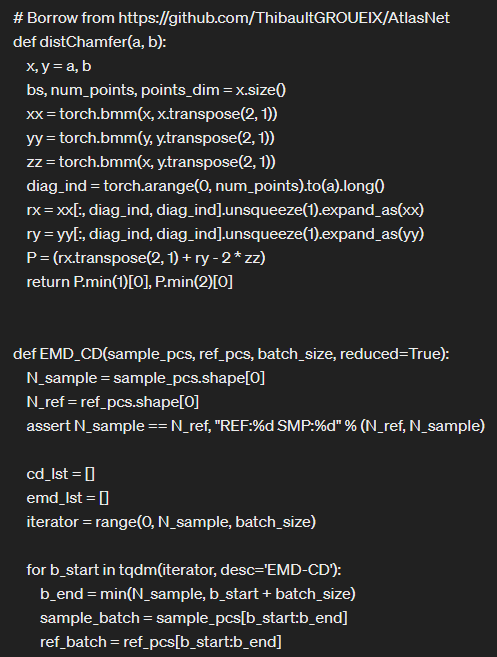 # Borrow from https://github.com/ThibaultGROUEIX/AtlasNet
def distChamfer(a, b):
    x, y = a, b
    bs, num_points, points_dim = x.size()
    xx = torch.bmm(x, x.transpose(2, 1))
    yy = torch.bmm(y, y.transpose(2, 1))
    zz = torch.bmm(x, y.transpose(2, 1))
    diag_ind = torch.arange(0, num_points).to(a).long()
    rx = xx[:, diag_ind, diag_ind].unsqueeze(1).expand_as(xx)
    ry = yy[:, diag_ind, diag_ind].unsqueeze(1).expand_as(yy)
    P = (rx.transpose(2, 1) + ry - 2 * zz)
    return P.min(1)[0], P.min(2)[0]
def EMD_CD(sample_pcs, ref_pcs, batch_size, reduced=True):
    N_sample = sample_pcs.shape[0]
    N_ref = ref_pcs.shape[0]
    assert N_sample == N_ref, "REF:%d SMP:%d" % (N_ref, N_sample)
    cd_lst = []
    emd_lst = []
    iterator = range(0, N_sample, batch_size)
    for b_start in tqdm(iterator, desc='EMD-CD'):
        b_end = min(N_sample, b_start + batch_size)
        sample_batch = sample_pcs[b_start:b_end]
        ref_batch = ref_pcs[b_start:b_end]